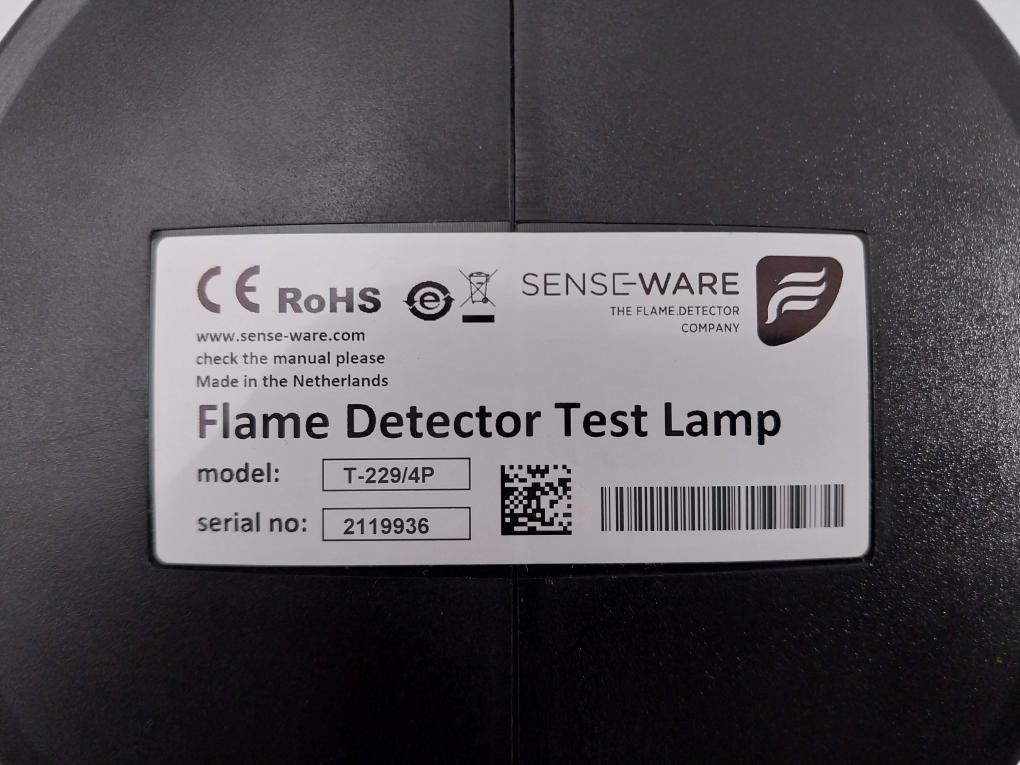 CE RoHS e
SENSE-WARE
THE FLAME.DETECTOR
COMPANY
www.sense-ware.com
check the manual please
Made in the Netherlands
Flame Detector Test Lamp
model: T-229/4P
serial no: 2119936